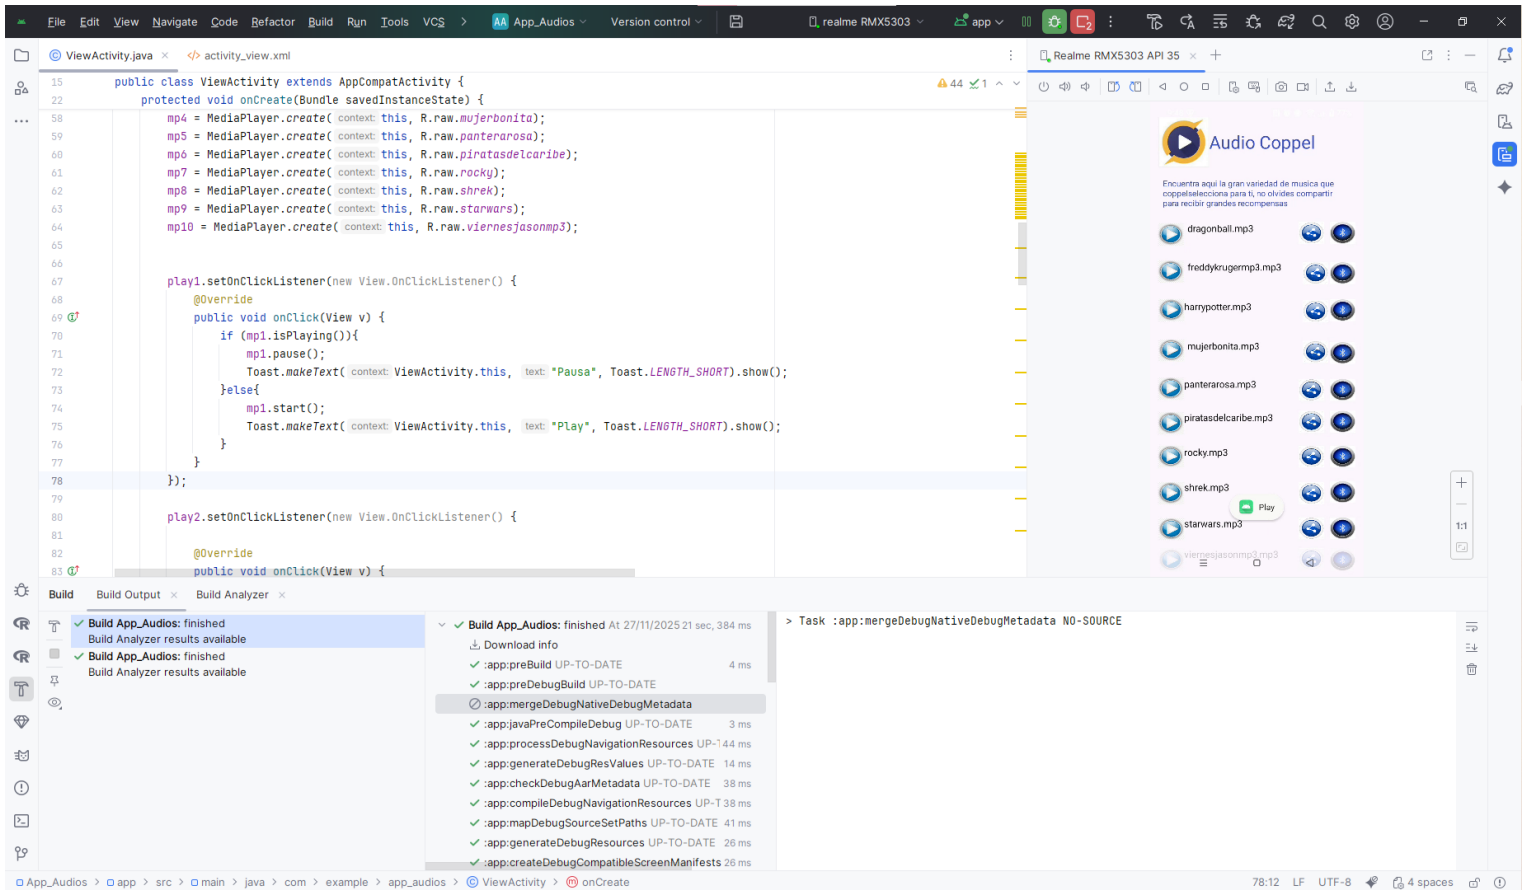 File Edit View Navigate Code Refactor Build Run Tools VCS AA App_Audios Version control realme RMX5303 app 2
ViewActivity.java activity_view.xml
15 public class ViewActivity extends AppCompatActivity {
22 protected void onCreate(Bundle savedInstanceState) {
44 1
58 mp4 = MediaPlayer.create( context: this, R.raw.mujerbonita);
59 mp5 = MediaPlayer.create( context: this, R.raw.panterarosa);
60 mp6 = MediaPlayer.create( context: this, R.raw.piratasdelcaribe);
61 mp7 = MediaPlayer.create( context: this, R.raw.rocky);
62 mp8 = MediaPlayer.create( context: this, R.raw.shrek);
63 mp9 = MediaPlayer.create( context: this, R.raw.starwars);
64 mp10 = MediaPlayer.create( context: this, R.raw.viernesjasonmp3);
65
66
67 play1.setOnClickListener(new View.OnClickListener() {
68 @Override
69 public void onClick(View v) {
70 if (mp1.isPlaying()){
71 mp1.pause();
72 Toast.makeText( context: ViewActivity.this, text: "Pausa", Toast.LENGTH_SHORT).show();
73 }else{
74 mp1.start();
75 Toast.makeText( context: ViewActivity.this, text: "Play", Toast.LENGTH_SHORT).show();
76 }
77 }
78 });
79
80 play2.setOnClickListener(new View.OnClickListener() {
81
82 @Override
83 public void onClick(View v) {
Realme RMX5303 API 35
Audio Coppel
Encuentra aqui la gran variedad de musica que
coppelselecciona para ti, no olvides compartir
para recibir grandes recompensas
dragonball.mp3
freddykrugermp3.mp3
harrypotter.mp3
mujerbonita.mp3
panterarosa.mp3
piratasdelcaribe.mp3
rocky.mp3
shrek.mp3
Play
starwars.mp3
viernesjasonmp3.mp3
1:1
Build Build Output Build Analyzer
Build App_Audios: finished
Build Analyzer results available
Build App_Audios: finished
Build Analyzer results available
Build App_Audios: finished At 27/11/2025 21 sec, 384 ms
Download info
:app:preBuild UP-TO-DATE 4 ms
:app:preDebugBuild UP-TO-DATE
:app:mergeDebugNativeDebugMetadata
:app:javaPreCompileDebug UP-TO-DATE 3 ms
:app:processDebugNavigationResources UP-T 44 ms
:app:generateDebugResValues UP-TO-DATE 14 ms
:app:checkDebugAarMetadata UP-TO-DATE 38 ms
:app:compileDebugNavigationResources UP-T 38 ms
:app:mapDebugSourceSetPaths UP-TO-DATE 41 ms
:app:generateDebugResources UP-TO-DATE 26 ms
:app:createDebugCompatibleScreenManifests 26 ms
> Task :app:mergeDebugNativeDebugMetadata NO-SOURCE
App_Audios > app > src > main > java > com > example > app_audios > ViewActivity > onCreate
78:12 LF UTF-8 4 spaces